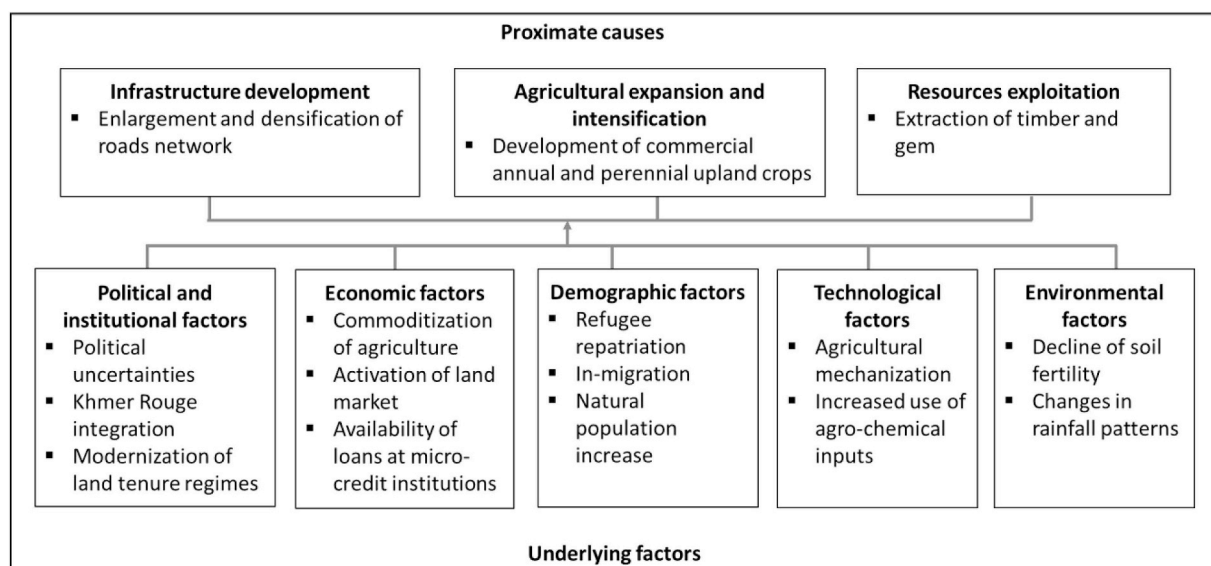 Proximate causes
Infrastructure development
▪ Enlargement and densification of
roads network
Agricultural expansion and
intensification
▪ Development of commercial
annual and perennial upland crops
Resources exploitation
▪ Extraction of timber and
gem
Political and
institutional factors
▪ Political
uncertainties
▪ Khmer Rouge
integration
▪ Modernization of
land tenure regimes
Economic factors
▪ Commoditization
of agriculture
▪ Activation of land
market
▪ Availability of
loans at micro-
credit institutions
Demographic factors
▪ Refugee
repatriation
▪ In-migration
▪ Natural
population
increase
Technological
factors
▪ Agricultural
mechanization
▪ Increased use of
agro-chemical
inputs
Environmental
factors
▪ Decline of soil
fertility
▪ Changes in
rainfall patterns
Underlying factors